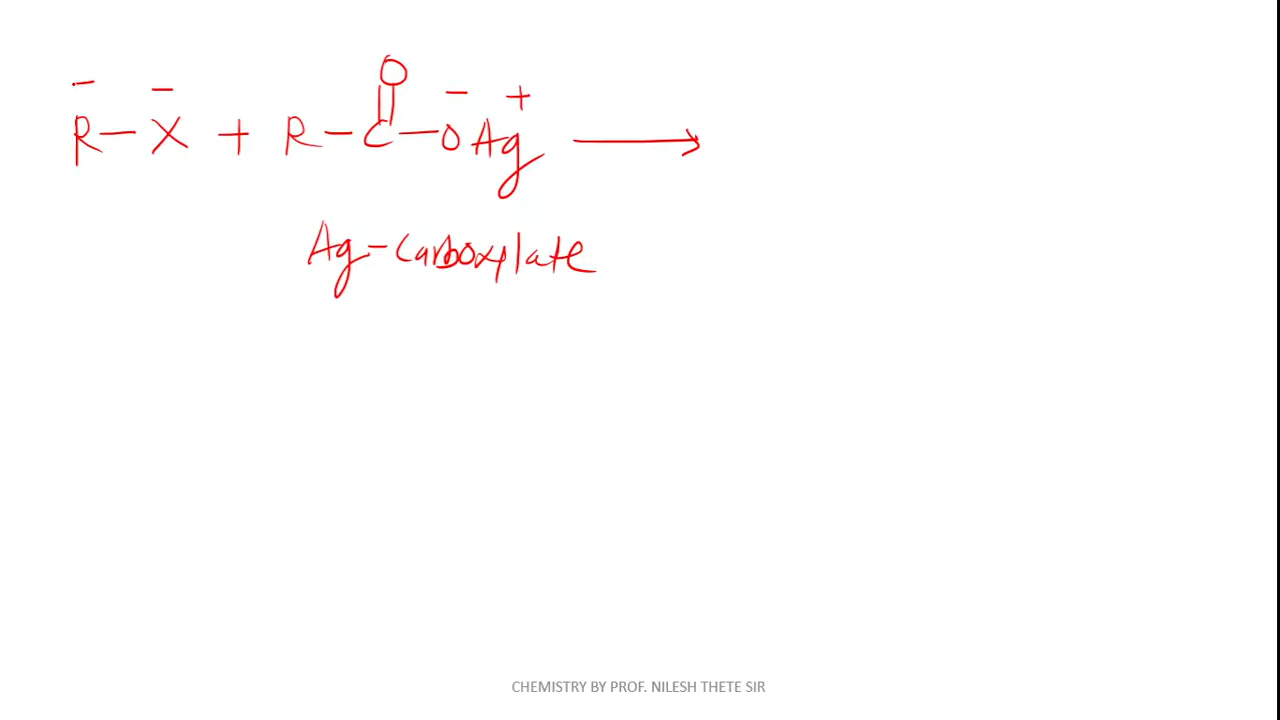 O
- - - +
R-X + R-C-OAg →
Ag-Carboxylate
CHEMISTRY BY PROF. NILESH THETE SIR